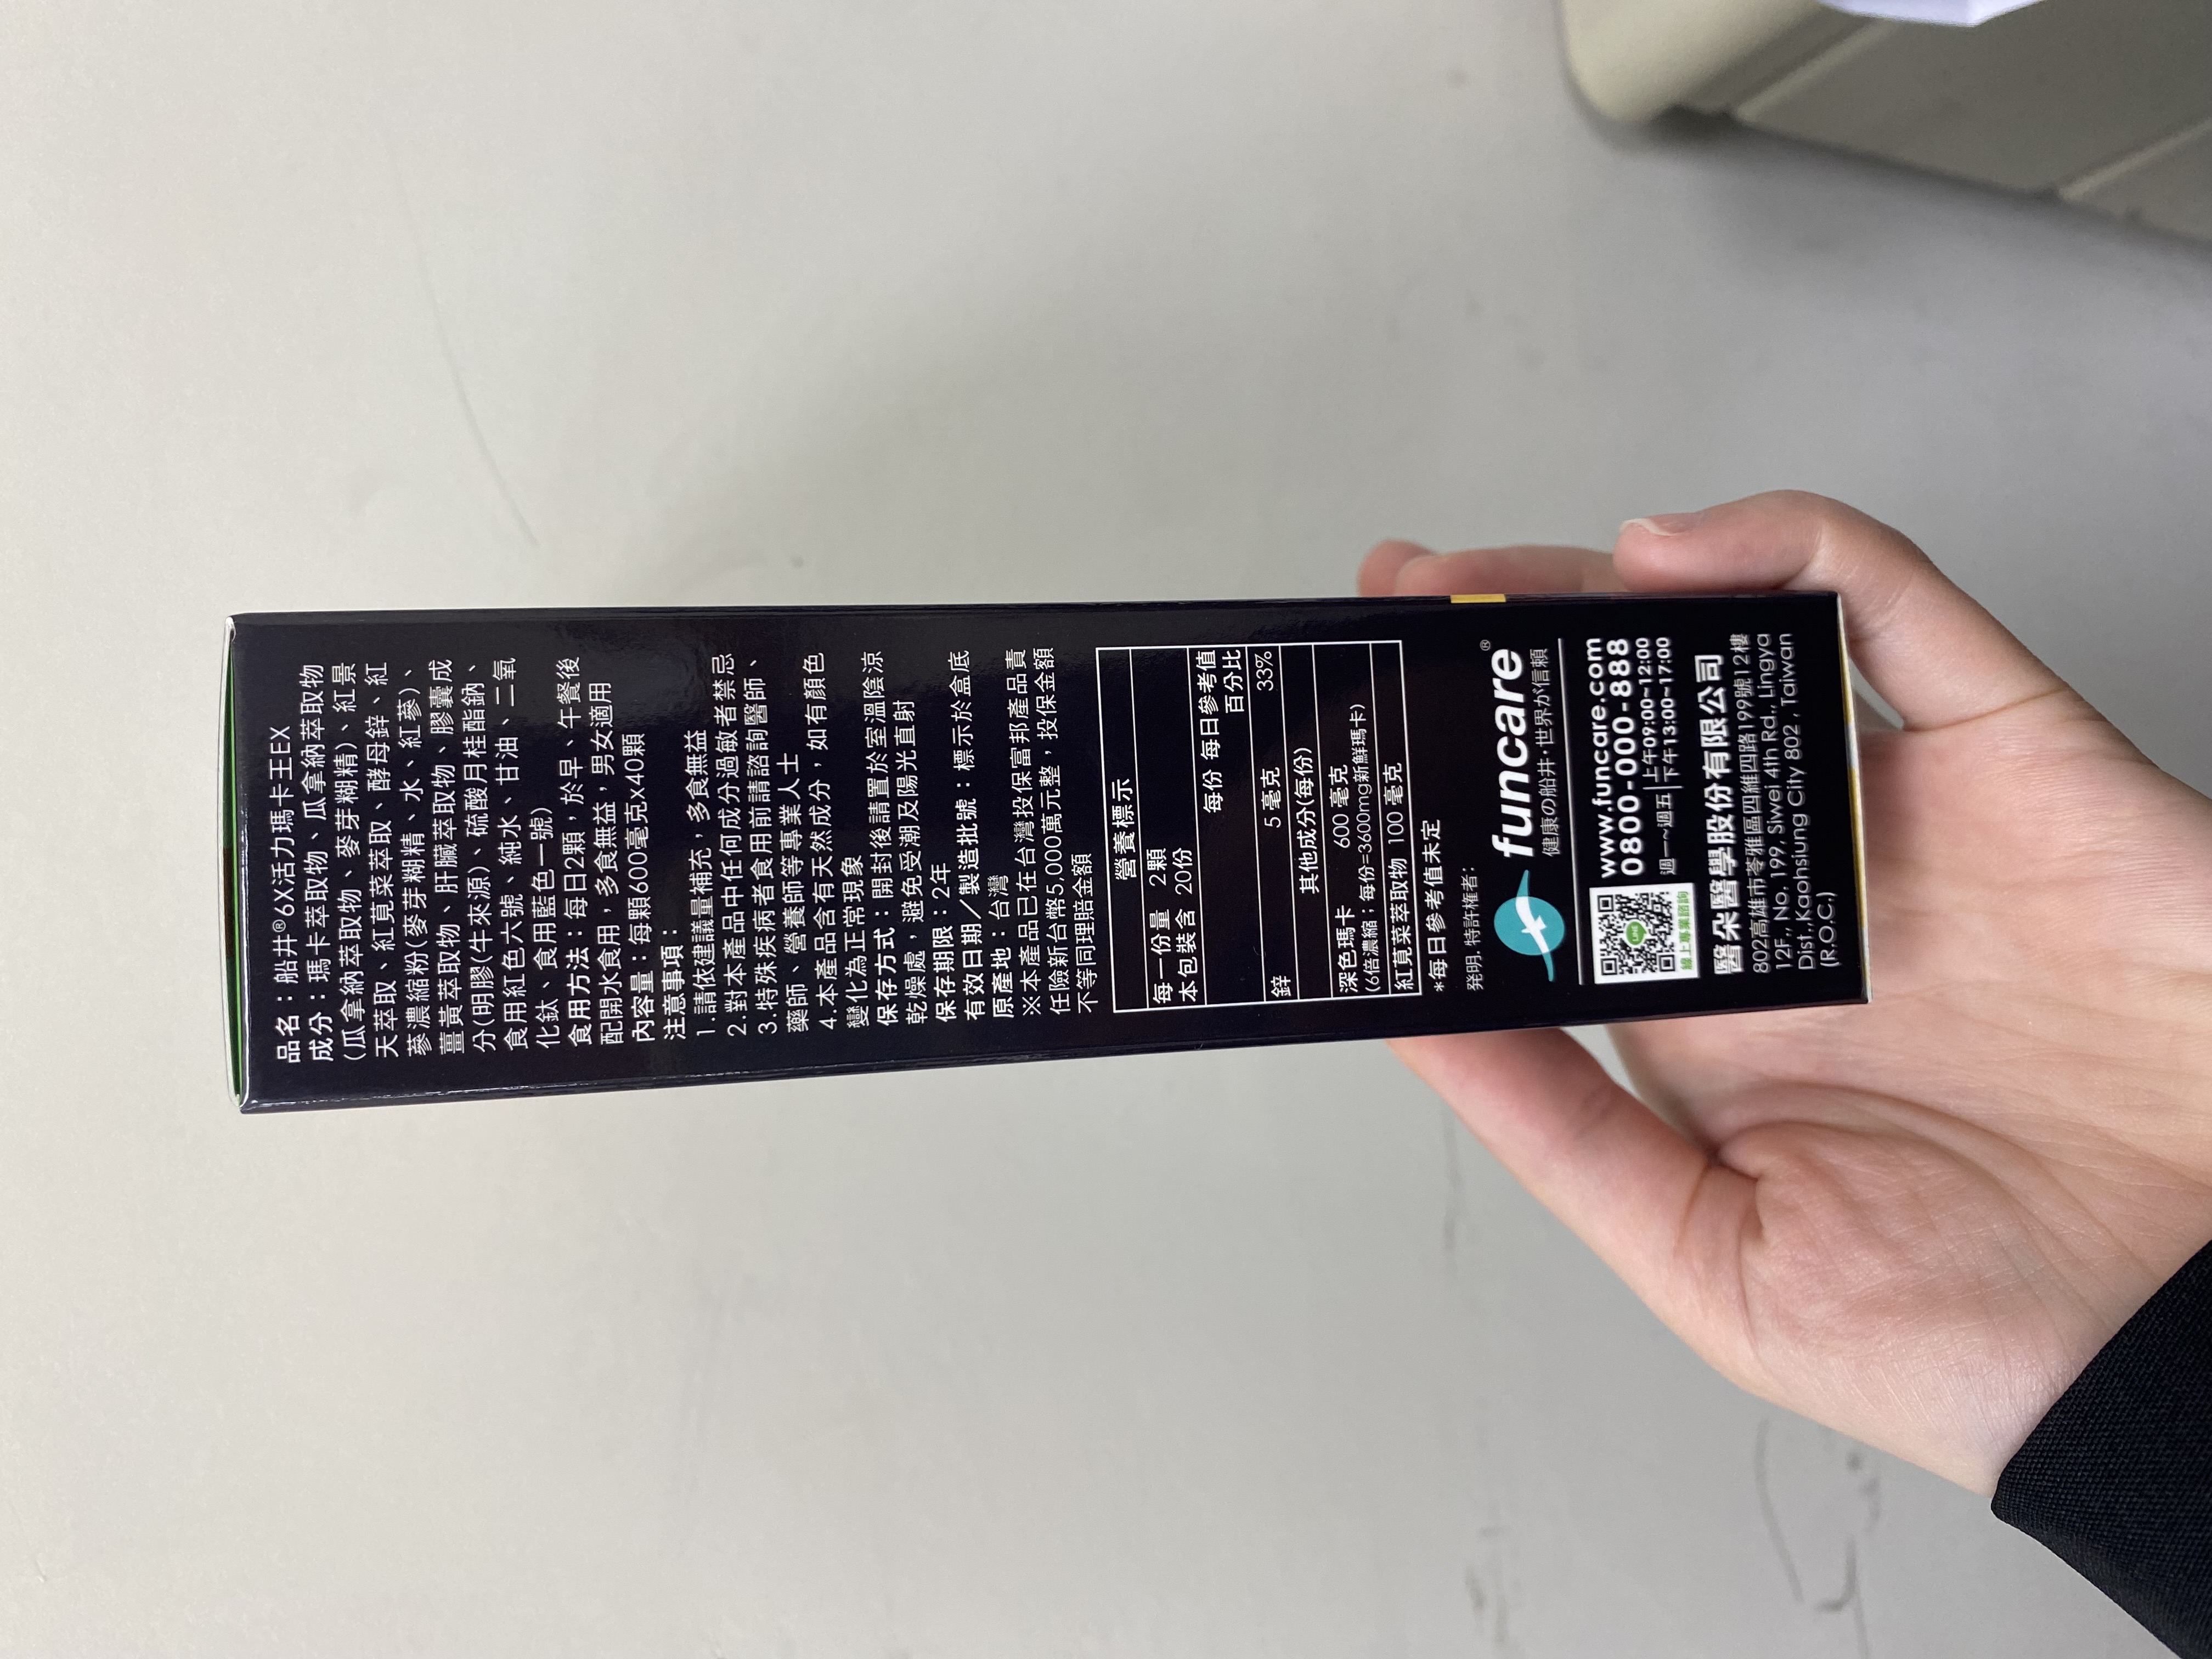 品名：船井®6X活力瑪卡王EX
成分：瑪卡萃取物、瓜拿納萃取物
(瓜拿納萃取物、麥芽糊精)、紅景
天萃取、紅莧菜萃取、酵母鋅、紅
蔘濃縮粉(麥芽糊精、水、紅蔘)、
薑黃萃取物、肝臟萃取物、膠囊成
分(明膠(牛來源)、硫酸月桂酯鈉、
食用紅色六號、純水、甘油、二氧
化鈦、食用藍色一號)
食用方法：每日2顆，於早、午餐後
配開水食用，多食無益，男女適用
內容量：每顆600毫克x40顆
注意事項：
1.請依建議量補充，多食無益
2.對本產品中任何成分過敏者禁忌
3.特殊疾病者食用前請諮詢醫師、
藥師、營養師等專業人士
4.本產品含有天然成分，如有顏色
變化為正常現象
保存方式：開封後請置於室溫陰涼
乾燥處，避免受潮及陽光直射
保存期限：2年
有效日期／製造批號：標示於盒底
原產地：台灣
※本產品已在台灣投保富邦產品責
任險新台幣5,000萬元整，投保金額
不等同理賠金額
營養標示
每一份量 2顆
本包裝含 20份
每份 每日參考值
百分比
鋅 5 毫克 33%
其他成分(每份)
深色瑪卡 600 毫克
(6倍濃縮；每份=3600mg新鮮瑪卡)
紅莧菜萃取物 100 毫克
*每日參考值未定
発明.特許権者：
funcare®
健康の船井·世界が信頼
www.funcare.com
0800-000-888
週一~週五 上午09:00~12:00
下午13:00~17:00
LINE
線上專業諮詢
醫朵醫學股份有限公司
802高雄市苓雅區四維四路199號12樓
12F., No. 199, Siwei 4th Rd., Lingya
Dist.,Kaohsiung City 802 , Taiwan
(R.O.C.)